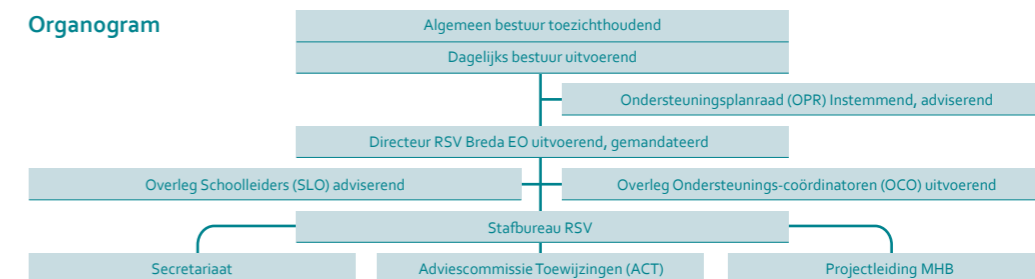 Organogram
Algemeen bestuur toezichthoudend
Dagelijks bestuur uitvoerend
Ondersteuningsplanraad (OPR) Instemmend, adviserend
Directeur RSV Breda EO uitvoerend, gemandateerd
Overleg Schoolleiders (SLO) adviserend
Overleg Ondersteunings-coördinatoren (OCO) uitvoerend
Stafbureau RSV
Secretariaat
Adviescommissie Toewijzingen (ACT)
Projectleiding MHB